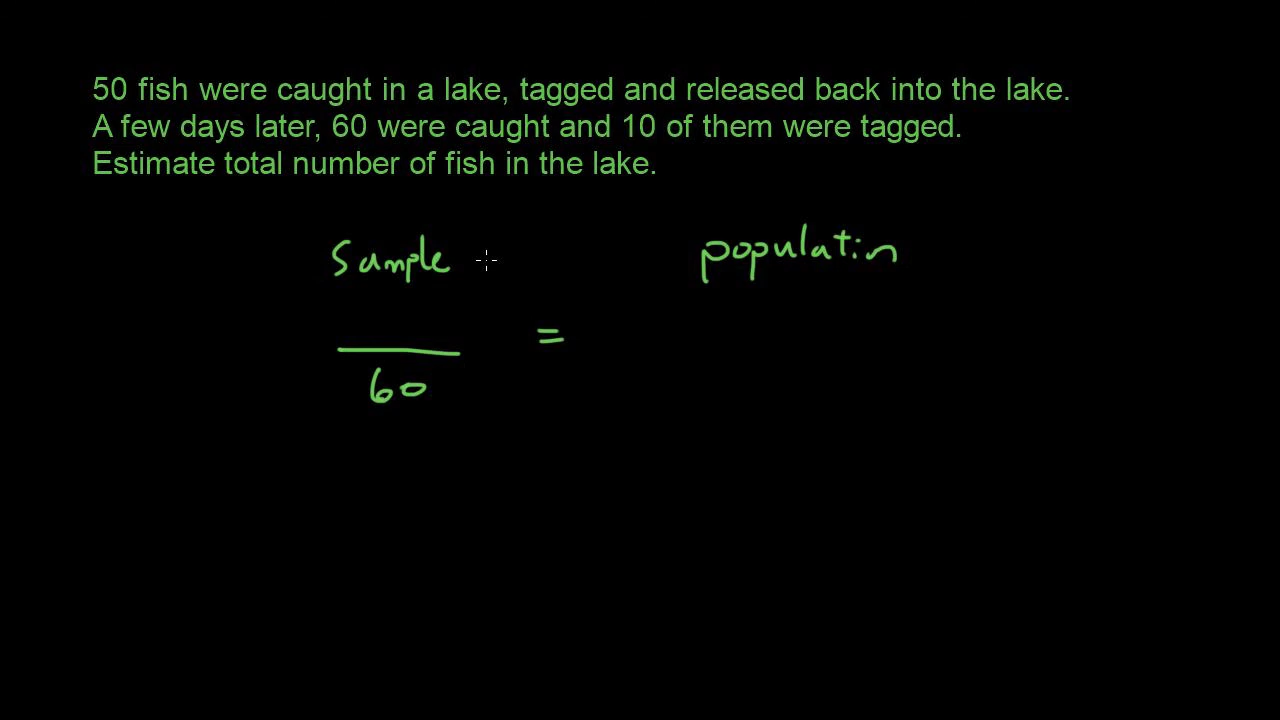 50 fish were caught in a lake, tagged and released back into the lake.
A few days later, 60 were caught and 10 of them were tagged.
Estimate total number of fish in the lake.
Sample populatin
=
60